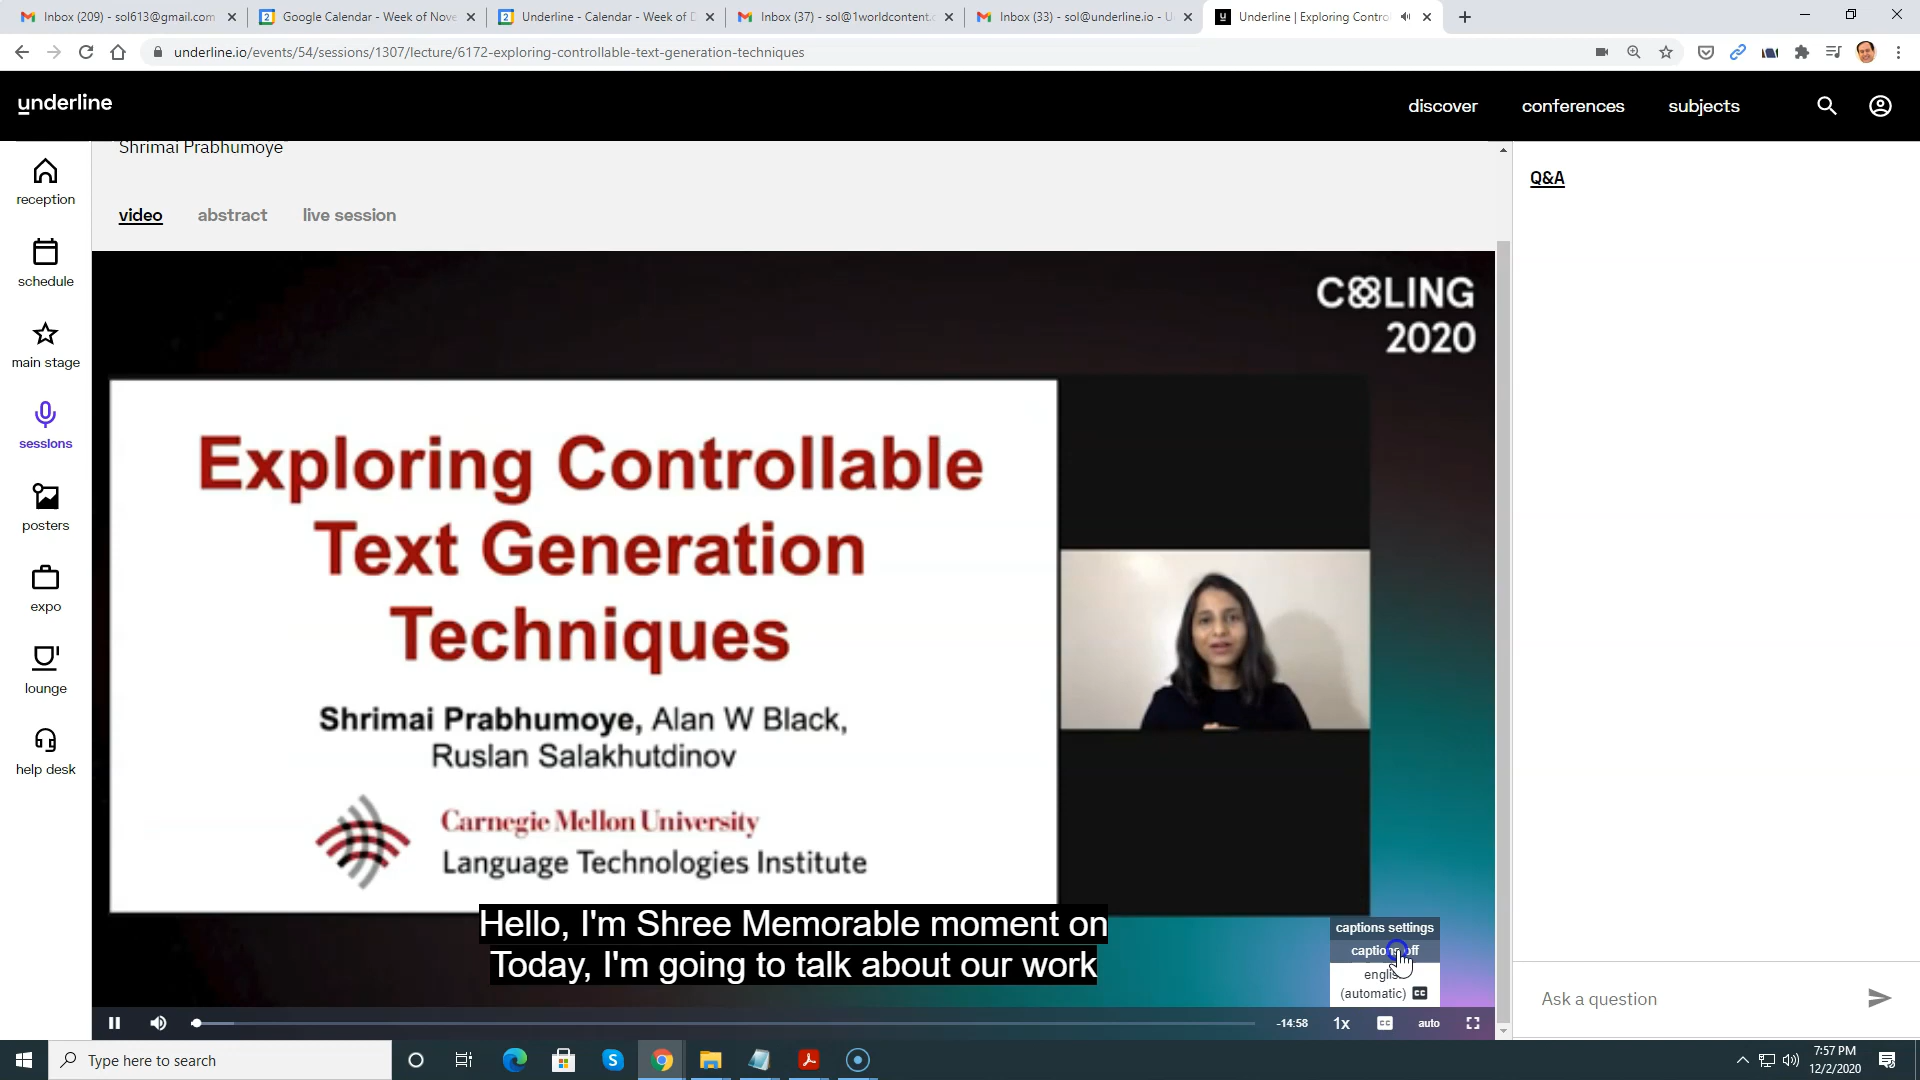 Inbox (209) - sol613@gmail.com
Google Calendar - Week of Nove
Underline - Calendar - Week of D
Inbox (37) - sol@1worldcontent.c
Inbox (33) - sol@underline.io - U
Underline | Exploring Contro
underline.io/events/54/sessions/1307/lecture/6172-exploring-controllable-text-generation-techniques
underline
discover
conferences
subjects
Shrimai Prabhumoye
video
abstract
live session
Q&A
reception
schedule
main stage
sessions
posters
expo
lounge
help desk
COLING
2020
Exploring Controllable
Text Generation
Techniques
Shrimai Prabhumoye, Alan W Black,
Ruslan Salakhutdinov
Carnegie Mellon University
Language Technologies Institute
Hello, I'm Shree Memorable moment on
Today, I'm going to talk about our work
captions settings
captions off
english
(automatic) CC
Ask a question
-14:58
1x
CC
auto
Type here to search
7:57 PM
12/2/2020